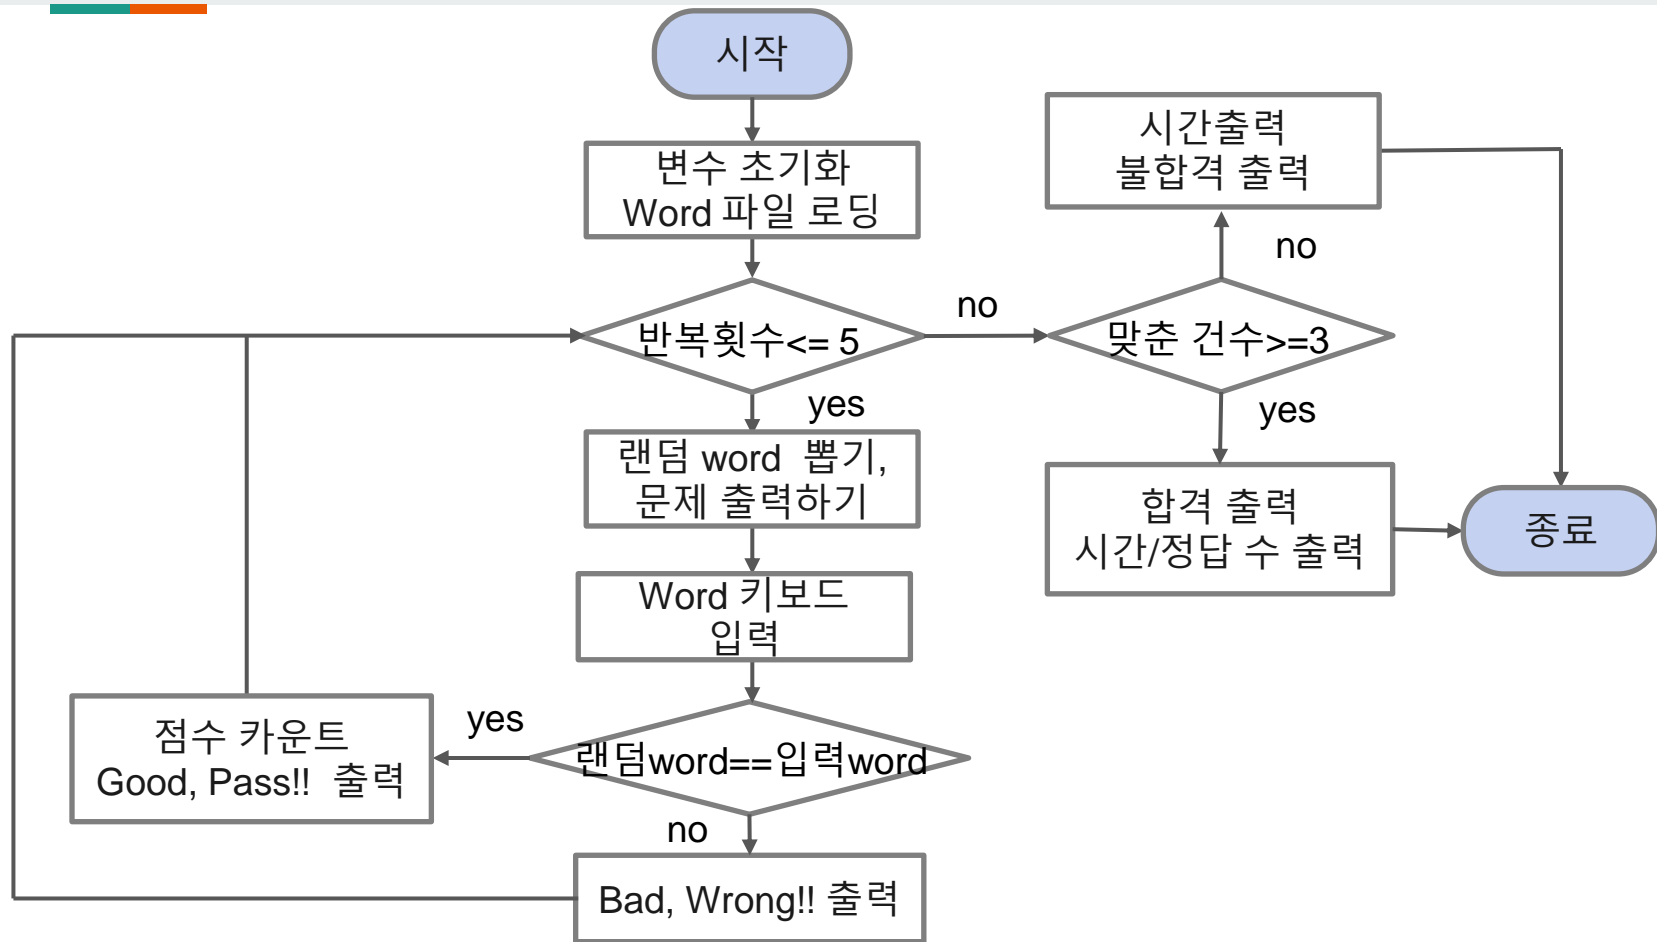 시작
변수 초기화
Word 파일 로딩
반복횟수<= 5
yes
no
랜덤 word 뽑기,
문제 출력하기
Word 키보드
입력
랜덤word==입력word
yes
점수 카운트
Good, Pass!! 출력
no
Bad, Wrong!! 출력
맞춘 건수>=3
no
시간출력
불합격 출력
yes
합격 출력
시간/정답 수 출력
종료